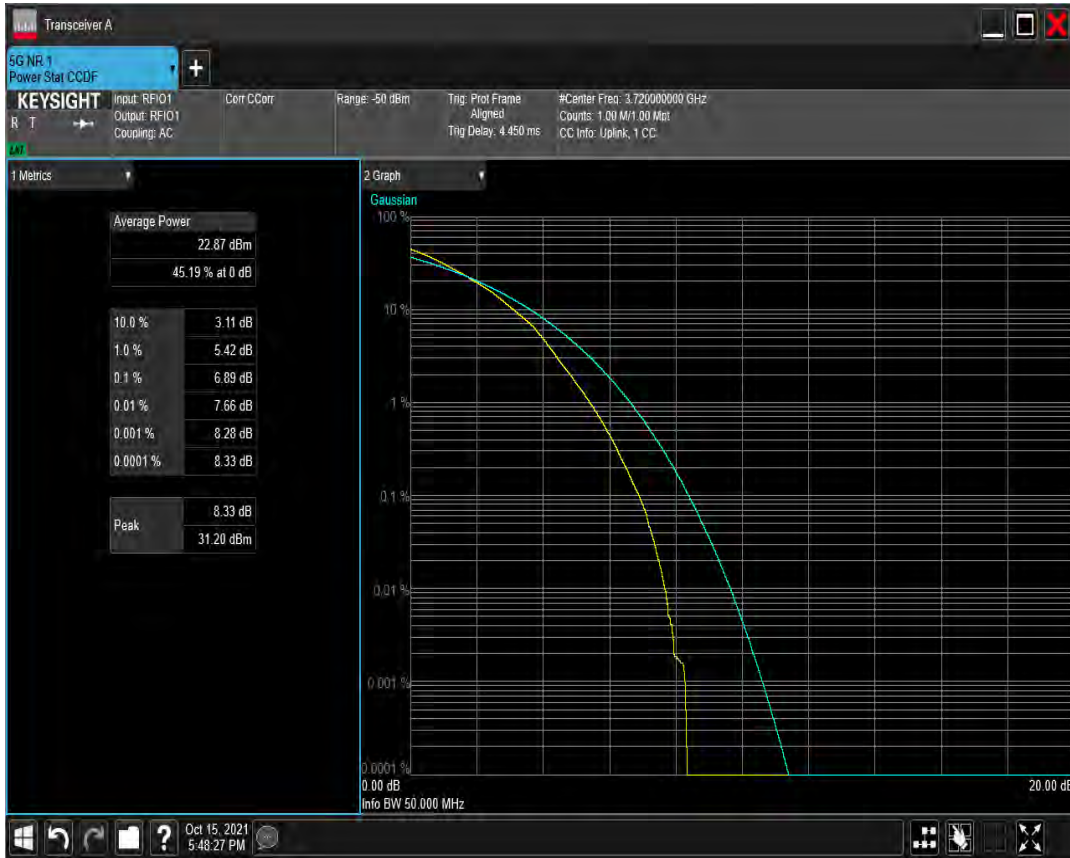 Transceiver A
5G NR 1
Power Stat CCDF
+
KEYSIGHT
R T
LXI
Input: RFIO1
Output: RFIO1
Coupling: AC
Corr CCorr
Range: -50 dBm
Trig: Prot Frame
Aligned
Trig Delay: 4.450 ms
#Center Freq: 3.720000000 GHz
Counts: 1.00 M/1.00 Mpt
CC Info: Uplink, 1 CC
1 Metrics
Average Power
22.87 dBm
45.19 % at 0 dB
10.0 % 3.11 dB
1.0 % 5.42 dB
0.1 % 6.89 dB
0.01 % 7.66 dB
0.001 % 8.28 dB
0.0001 % 8.33 dB
Peak
8.33 dB
31.20 dBm
2 Graph
Gaussian
100 %
10 %
1 %
0.1 %
0.01 %
0.001 %
0.0001 %
0.00 dB
20.00 dB
Info BW 50.000 MHz
?
Oct 15, 2021
5:48:27 PM